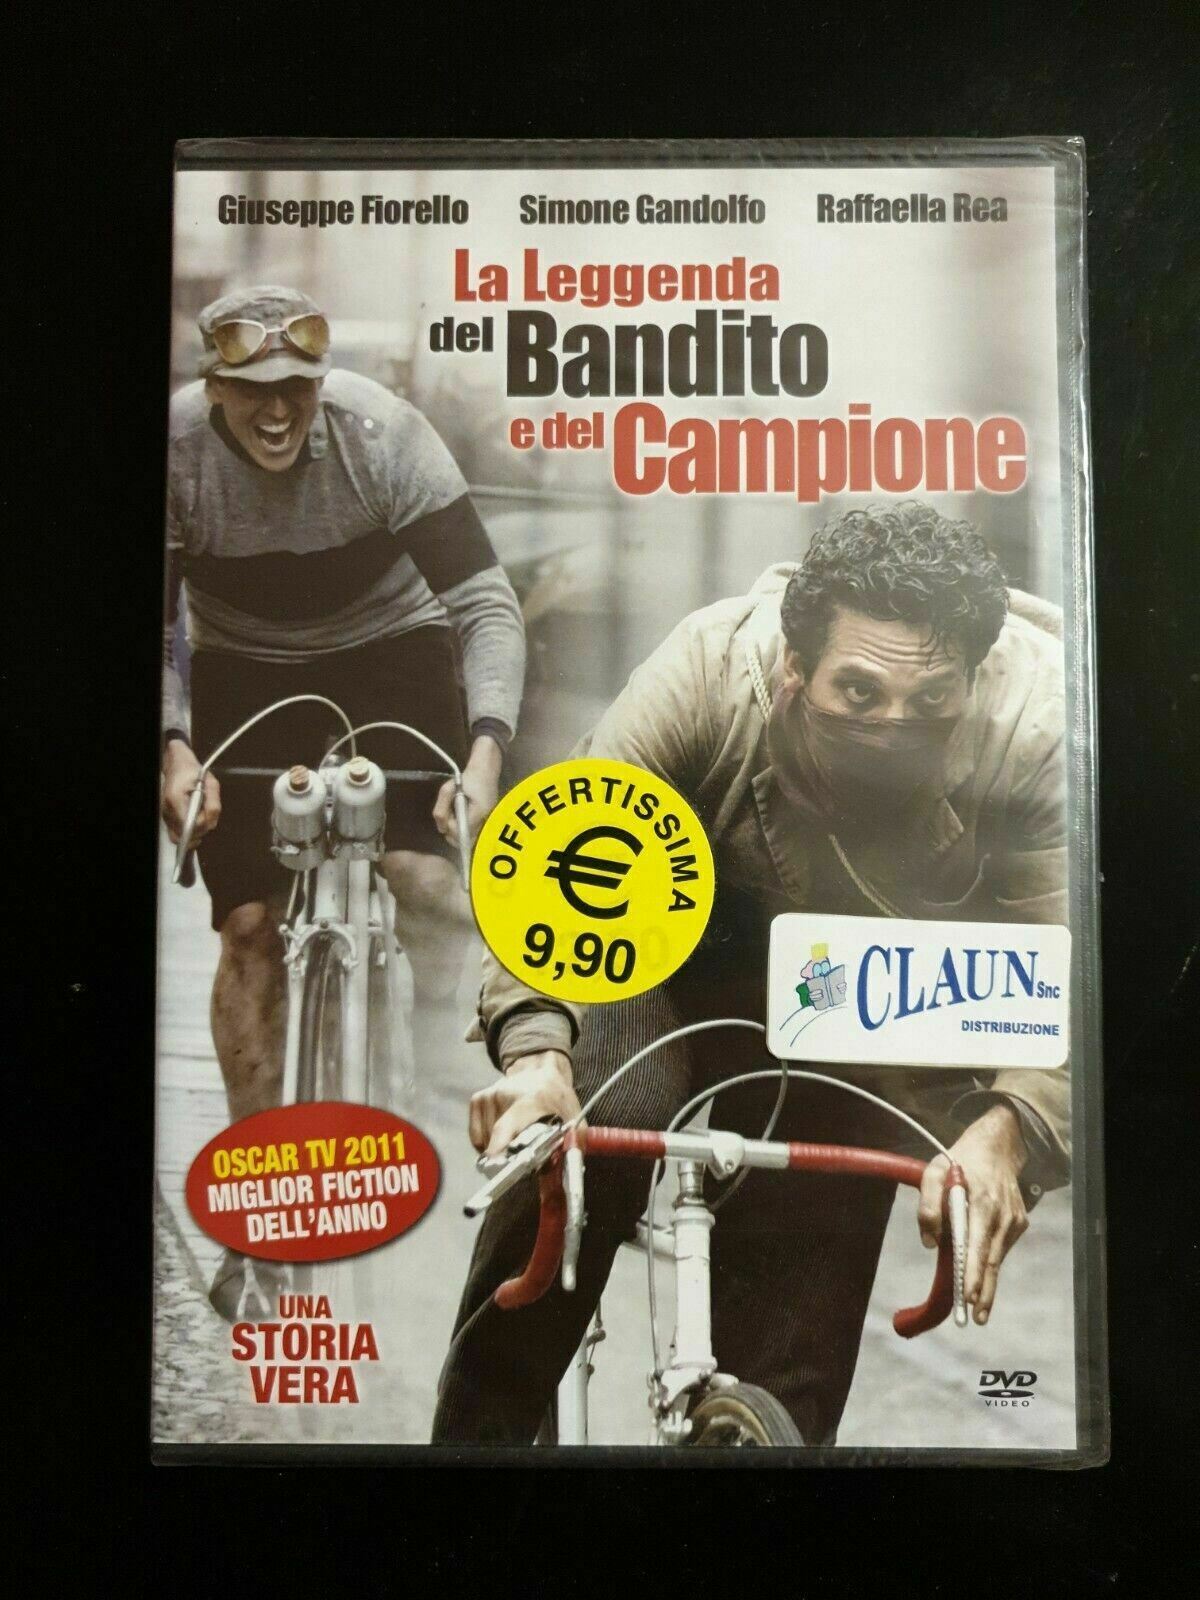 Giuseppe Fiorello Simone Gandolfo Raffaella Rea
La Leggenda
del Bandito
e del Campione
OFFERTISSIMA
€
9,90
CLAUN Snc
DISTRIBUZIONE
OSCAR TV 2011
MIGLIOR FICTION
DELL'ANNO
UNA
STORIA
VERA
DVD
VIDEO